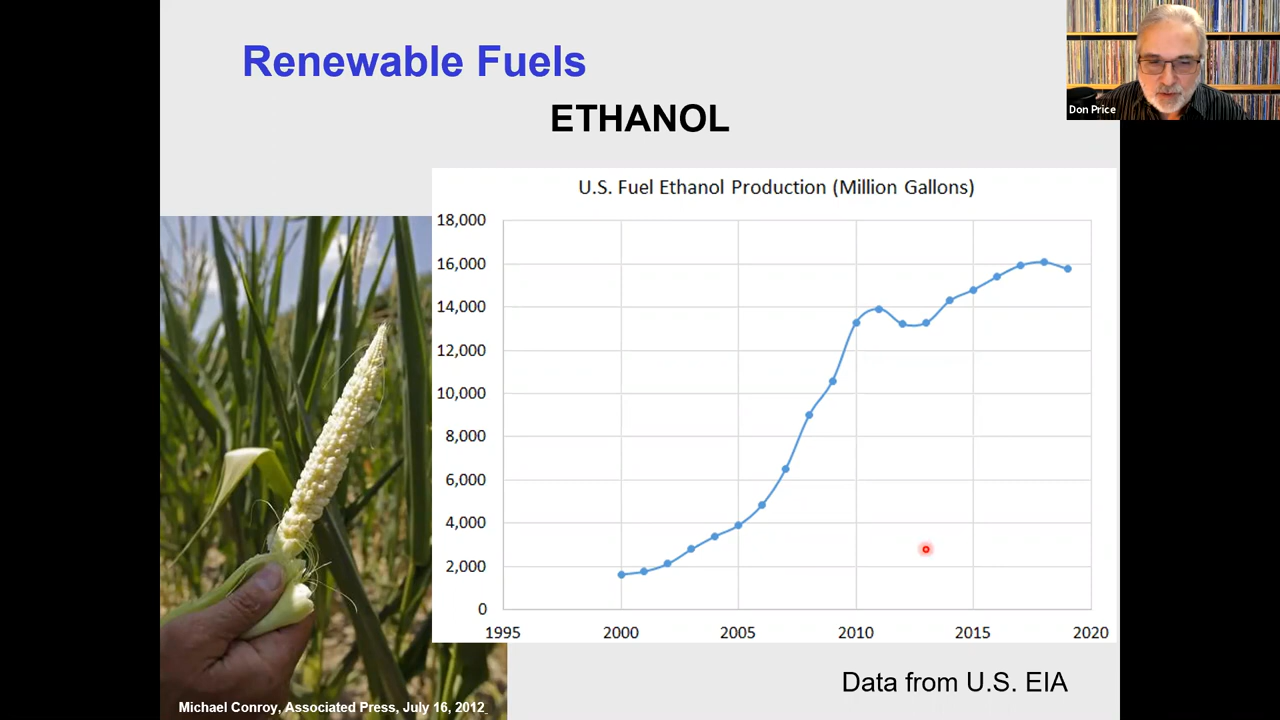 Renewable Fuels
ETHANOL
Don Price
U.S. Fuel Ethanol Production (Million Gallons)
18,000
16,000
14,000
12,000
10,000
8,000
6,000
4,000
2,000
0
1995 2000 2005 2010 2015 2020
Data from U.S. EIA
Michael Conroy, Associated Press, July 16, 2012